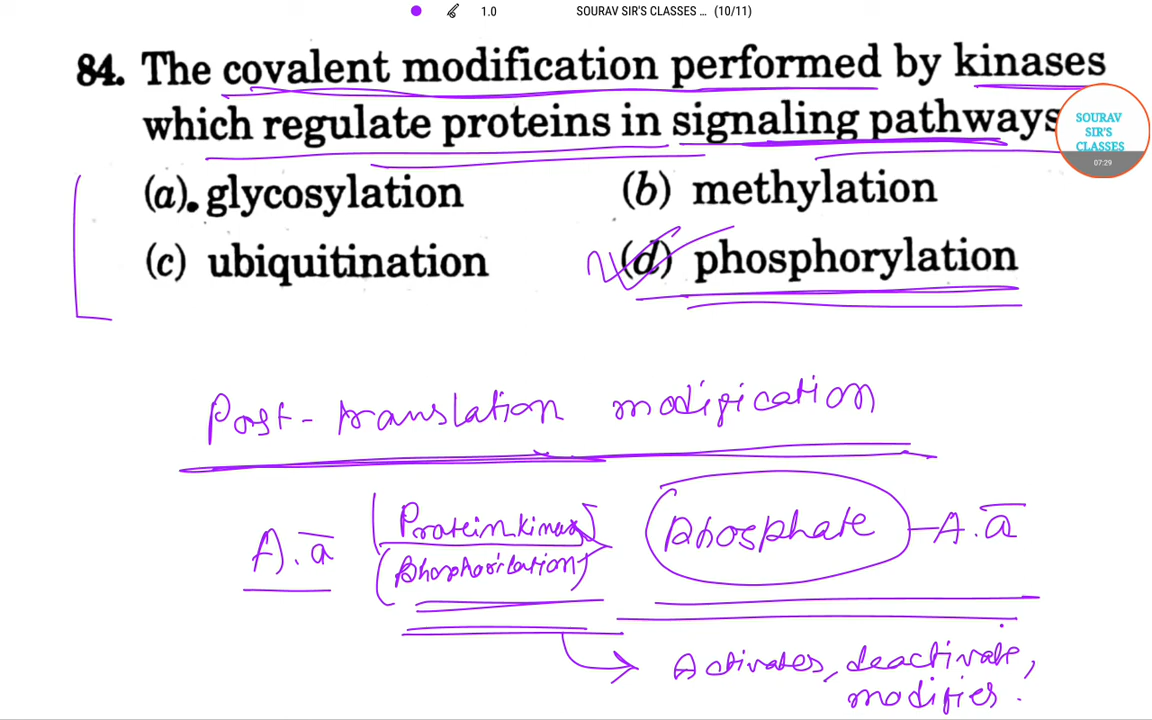 1.0 SOURAV SIR'S CLASSES ... (10/11)
84. The covalent modification performed by kinases
which regulate proteins in signaling pathways
SOURAV
SIR'S
CLASSES
07:29
(a). glycosylation (b) methylation
(c) ubiquitination (d) phosphorylation
Post-translation modification
A.a Protein kinase Phosphate - A.a
(phosphorilation)
Activates, deactivate,
modifies.